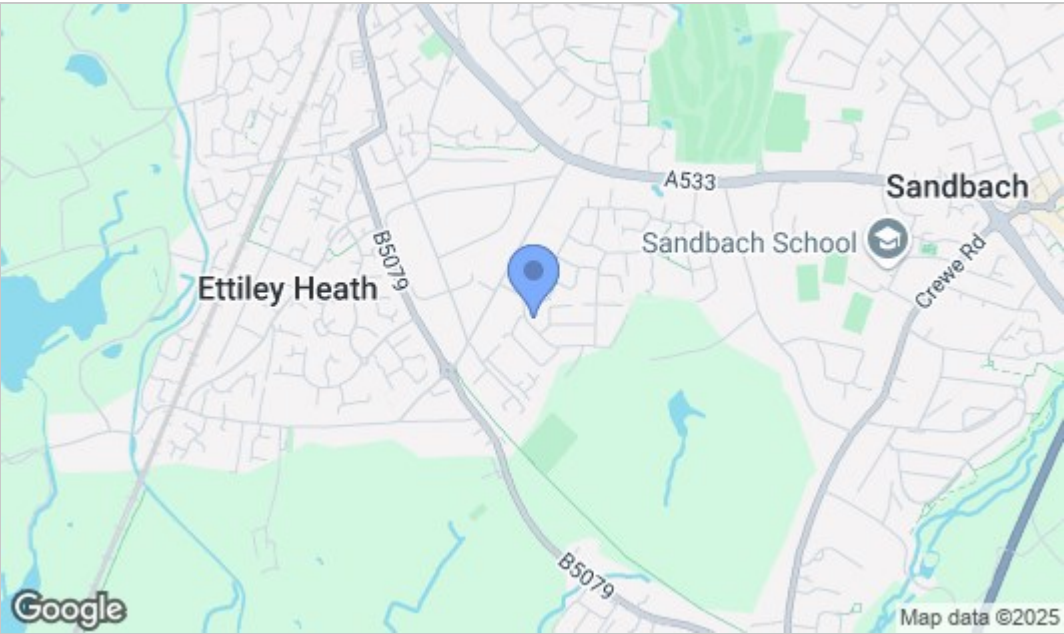 A533
Sandbach
Sandbach School
B5079
Ettiley Heath
Crewe Rd
B5079
Google
Map data ©2025